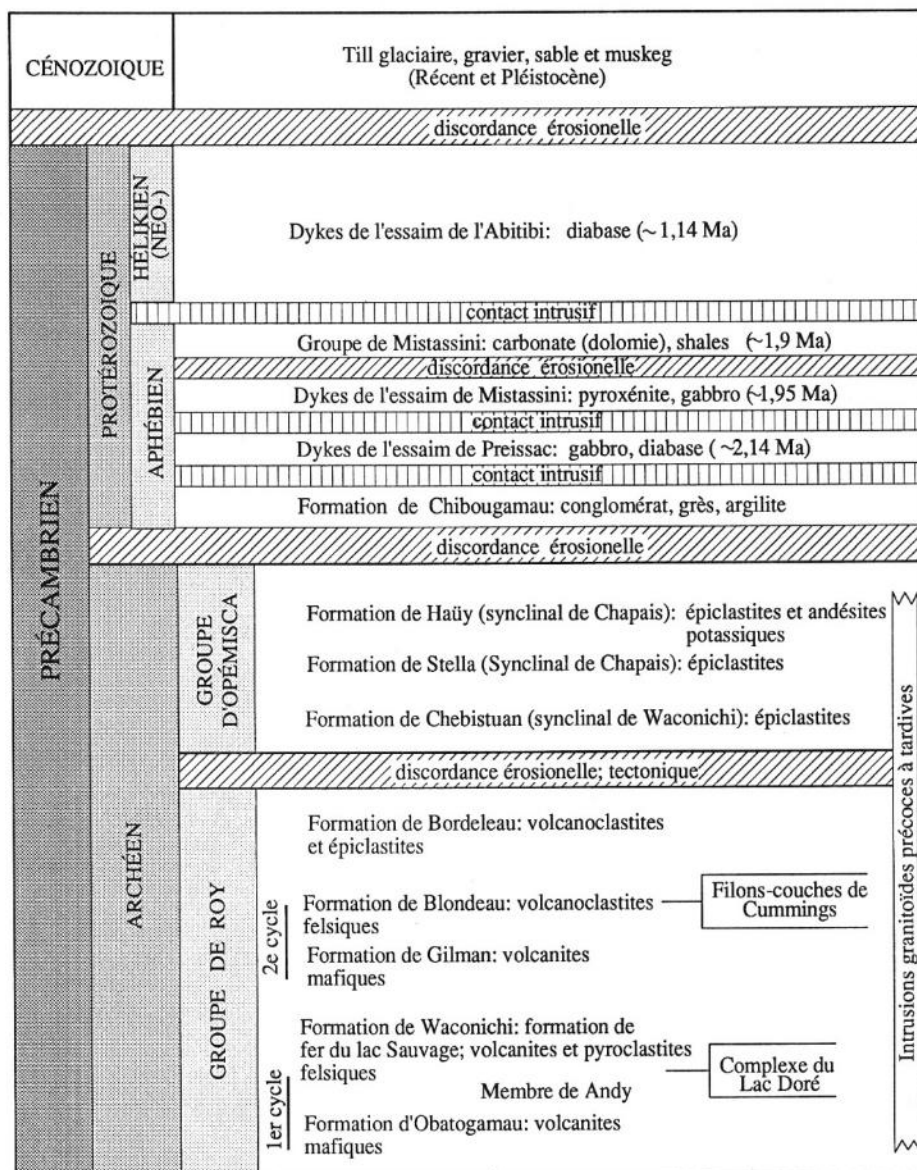 CÉNOZOIQUE
Till glaciaire, gravier, sable et muskeg
(Récent et Pléistocène)
discordance érosionelle
PRÉCAMBRIEN
PROTÉROZOIQUE
HÉLIKIEN
(NÉO-)
Dykes de l'essaim de l'Abitibi: diabase (~ 1,14 Ma)
contact intrusif
APHÉBIEN
Groupe de Mistassini: carbonate (dolomie), shales (~1,9 Ma)
discordance érosionelle
Dykes de l'essaim de Mistassini: pyroxénite, gabbro (~1,95 Ma)
contact intrusif
Dykes de l'essaim de Preissac: gabbro, diabase ( ~2,14 Ma)
contact intrusif
Formation de Chibougamau: conglomérat, grès, argilite
discordance érosionelle
ARCHÉEN
GROUPE
D'OPÉMISCA
Formation de Haüy (synclinal de Chapais): épiclastites et andésites
potassiques
Formation de Stella (Synclinal de Chapais): épiclastites
Formation de Chebistuan (synclinal de Waconichi): épiclastites
discordance érosionelle; tectonique
GROUPE DE ROY
Formation de Bordeleau: volcanoclastites
et épiclastites
2e cycle
Formation de Blondeau: volcanoclastites
felsiques
Filons-couches de
Cummings
Formation de Gilman: volcanites
mafiques
1er cycle
Formation de Waconichi: formation de
fer du lac Sauvage; volcanites et pyroclastites
felsiques
Complexe du
Lac Doré
Membre de Andy
Formation d'Obatogamau: volcanites
mafiques
Intrusions granitoïdes précoces à tardives